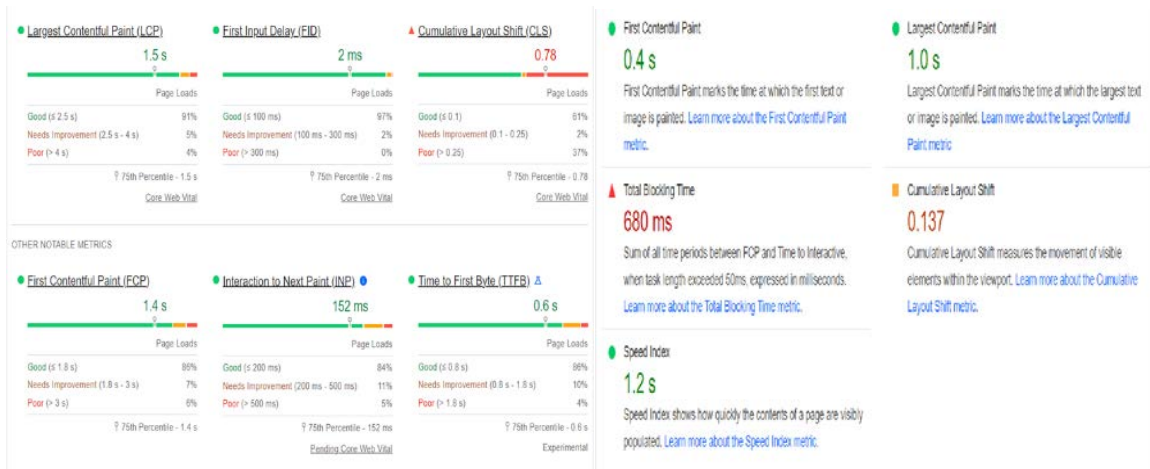 Largest Contentful Paint (LCP)
1.5 s
Page Loads
Good (≤ 2.5 s) 91%
Needs Improvement (2.5 s - 4 s) 5%
Poor (> 4 s) 4%
75th Percentile - 1.5 s
Core Web Vital
First Input Delay (FID)
2 ms
Page Loads
Good (≤ 100 ms) 97%
Needs Improvement (100 ms - 300 ms) 2%
Poor (> 300 ms) 0%
75th Percentile - 2 ms
Core Web Vital
Cumulative Layout Shift (CLS)
0.78
Page Loads
Good (≤ 0.1) 61%
Needs Improvement (0.1 - 0.25) 2%
Poor (> 0.25) 37%
75th Percentile - 0.78
Core Web Vital
OTHER NOTABLE METRICS
First Contentful Paint (FCP)
1.4 s
Page Loads
Good (≤ 1.8 s) 86%
Needs Improvement (1.8 s - 3 s) 7%
Poor (> 3 s) 6%
75th Percentile - 1.4 s
Interaction to Next Paint (INP)
152 ms
Page Loads
Good (≤ 200 ms) 84%
Needs Improvement (200 ms - 500 ms) 11%
Poor (> 500 ms) 5%
75th Percentile - 152 ms
Pending Core Web Vital
Time to First Byte (TTFB)
0.6 s
Page Loads
Good (≤ 0.8 s) 86%
Needs Improvement (0.8 s - 1.8 s) 10%
Poor (> 1.8 s) 4%
75th Percentile - 0.6 s
Experimental
First Contentful Paint
0.4 s
First Contentful Paint marks the time at which the first text or
image is painted. Learn more about the First Contentful Paint
metric.
Largest Contentful Paint
1.0 s
Largest Contentful Paint marks the time at which the largest text
or image is painted. Learn more about the Largest Contentful
Paint metric
Total Blocking Time
680 ms
Sum of all time periods between FCP and Time to Interactive,
when task length exceeded 50ms, expressed in milliseconds.
Learn more about the Total Blocking Time metric.
Cumulative Layout Shift
0.137
Cumulative Layout Shift measures the movement of visible
elements within the viewport. Learn more about the Cumulative
Layout Shift metric.
Speed Index
1.2 s
Speed Index shows how quickly the contents of a page are visibly
populated. Learn more about the Speed Index metric.